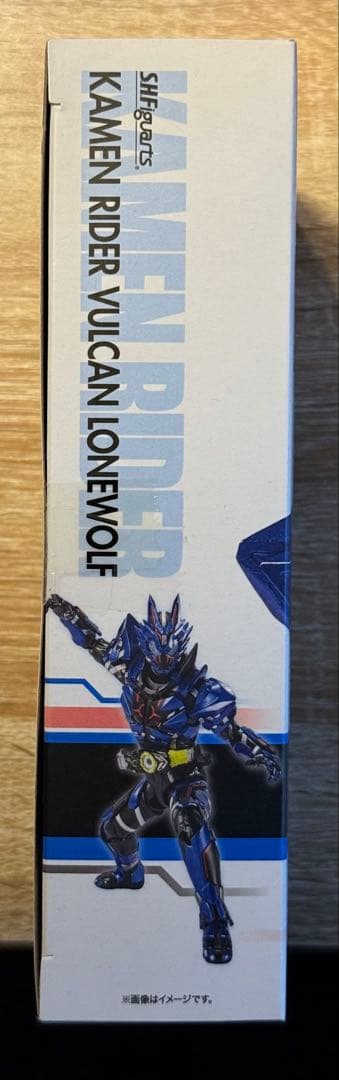 S.H.Figuarts
KAMEN RIDER VULCAN LONEWOLF
KAMEN RIDER
※画像はイメージです。